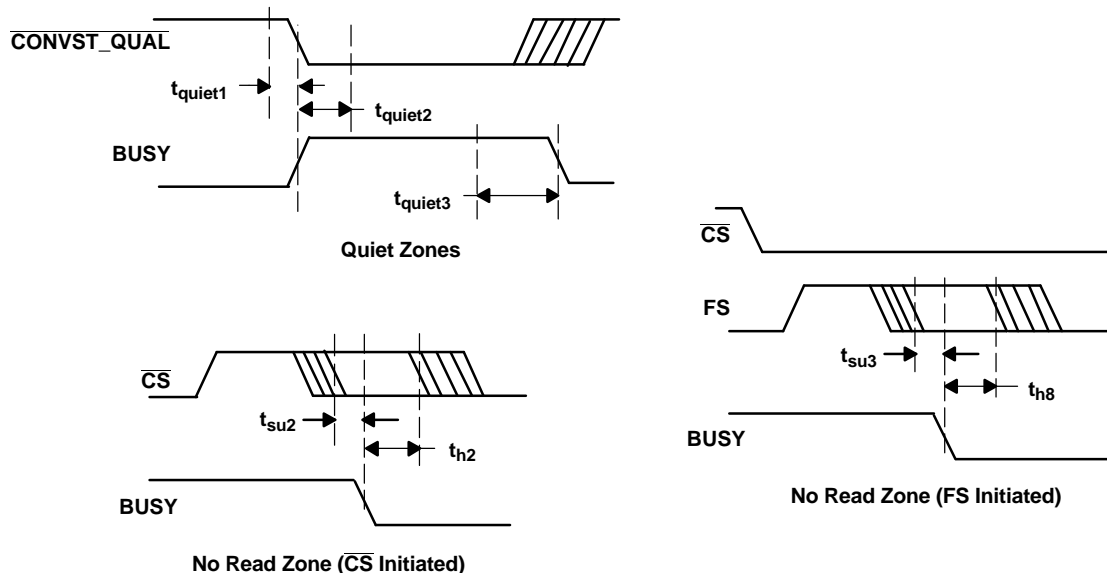 CONVST_QUAL
tquiet1
tquiet2
BUSY
tquiet3
Quiet Zones
CS
FS
tsu3
th8
BUSY
No Read Zone (FS Initiated)
CS
tsu2
th2
BUSY
No Read Zone (CS Initiated)